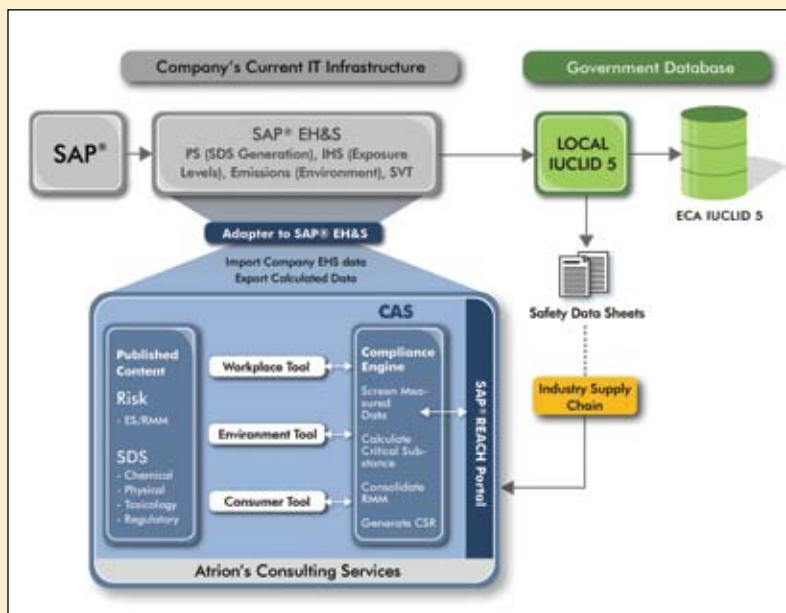 Company's Current IT Infrastructure
Government Database
SAP®
SAP® EH&S
PS (SDS Generation), IHS (Exposure
Levels), Emissions (Environment), SVT
LOCAL
IUCLID 5
ECA IUCLID 5
Adapter to SAP® EH&S
Import Company EHS data
Export Calculated Data
Safety Data Sheets
Industry Supply
Chain
CAS
Published
Content
Risk
- ES/RMM
SDS
- Chemical
- Physical
- Toxicology
- Regulatory
Workplace Tool
Environment Tool
Consumer Tool
Compliance
Engine
Screen Mea-
sured
Data
Calculate
Critical Sub-
stance
Consolidate
RMM
Generate CSR
SAP® REACH Portal
Atrion's Consulting Services